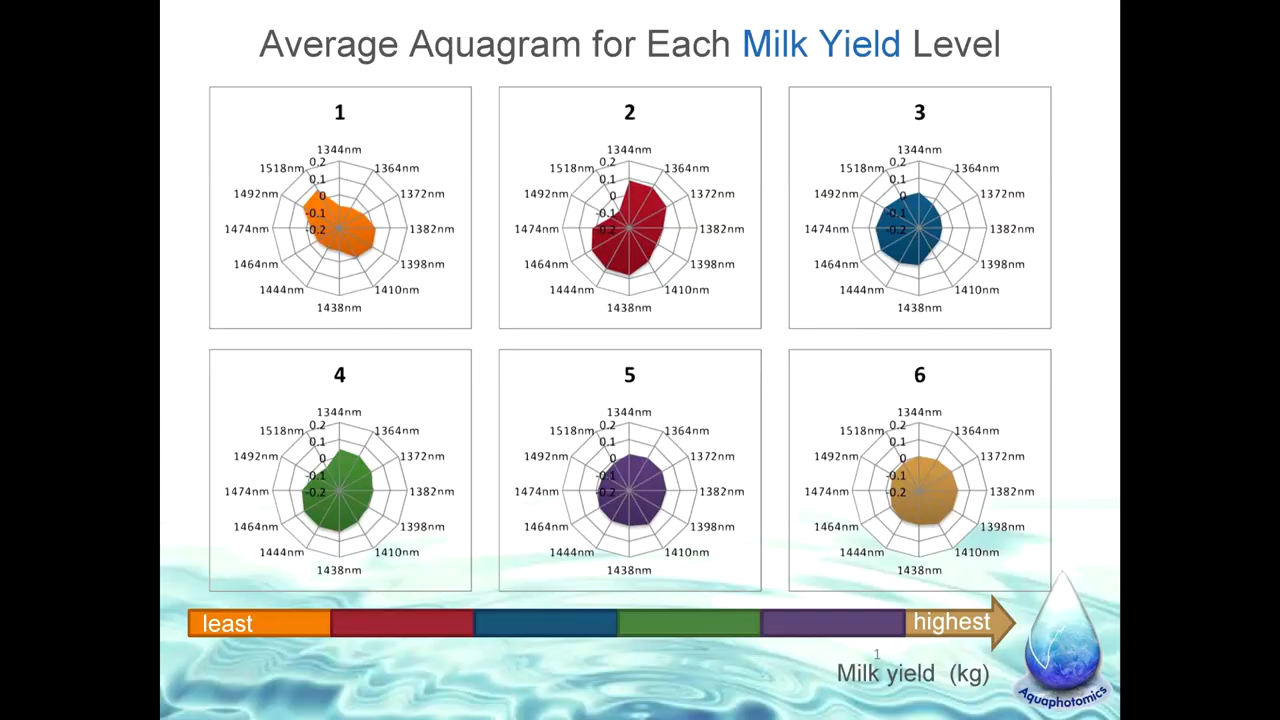 Average Aquagram for Each Milk Yield Level
1
1344nm
1364nm
1372nm
1382nm
1398nm
1410nm
1438nm
1444nm
1464nm
1474nm
1492nm
1518nm
0.2
0.1
0
-0.1
-0.2
2
1344nm
1364nm
1372nm
1382nm
1398nm
1410nm
1438nm
1444nm
1464nm
1474nm
1492nm
1518nm
0.2
0.1
0
-0.1
-0.2
3
1344nm
1364nm
1372nm
1382nm
1398nm
1410nm
1438nm
1444nm
1464nm
1474nm
1492nm
1518nm
0.2
0.1
0
-0.1
-0.2
4
1344nm
1364nm
1372nm
1382nm
1398nm
1410nm
1438nm
1444nm
1464nm
1474nm
1492nm
1518nm
0.2
0.1
0
-0.1
-0.2
5
1344nm
1364nm
1372nm
1382nm
1398nm
1410nm
1438nm
1444nm
1464nm
1474nm
1492nm
1518nm
0.2
0.1
0
-0.1
-0.2
6
1344nm
1364nm
1372nm
1382nm
1398nm
1410nm
1438nm
1444nm
1464nm
1474nm
1492nm
1518nm
0.2
0.1
0
-0.1
-0.2
least
highest
1
Milk yield (kg)
Aquaphotomics